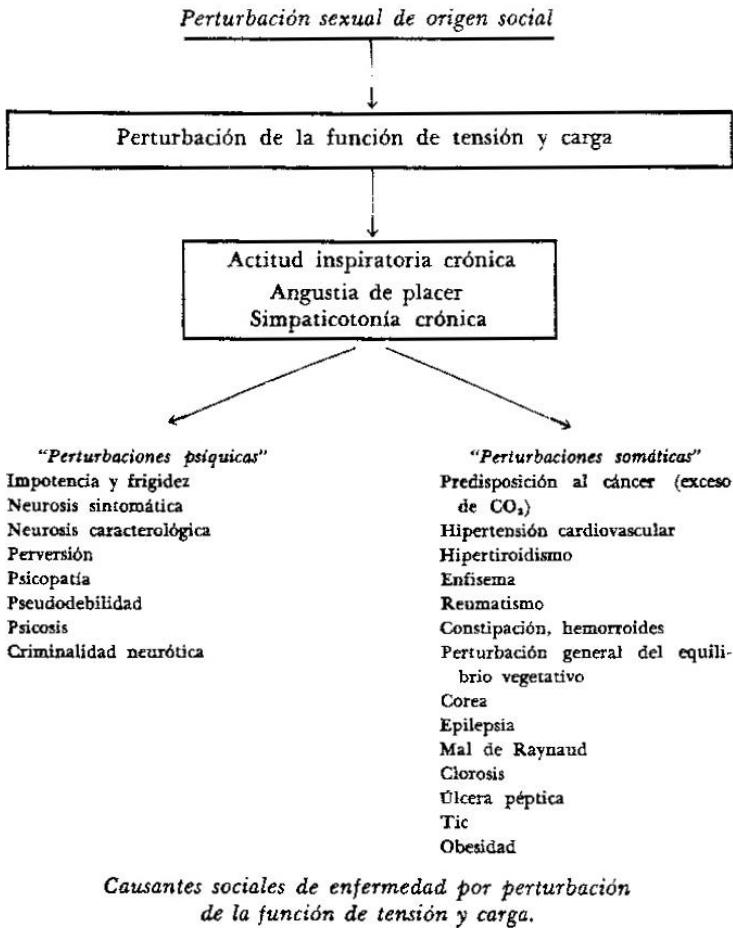 Perturbación sexual de origen social
Perturbación de la función de tensión y carga
Actitud inspiratoria crónica
Angustia de placer
Simpaticotonía crónica
"Perturbaciones psíquicas"
Impotencia y frigidez
Neurosis sintomática
Neurosis caracterológica
Perversión
Psicopatía
Pseudodebilidad
Psicosis
Criminalidad neurótica
"Perturbaciones somáticas"
Predisposición al cáncer (exceso
de CO₂)
Hipertensión cardiovascular
Hipertiroidismo
Enfisema
Reumatismo
Constipación, hemorroides
Perturbación general del equili-
brio vegetativo
Corea
Epilepsia
Mal de Raynaud
Clorosis
Úlcera péptica
Tic
Obesidad
Causantes sociales de enfermedad por perturbación
de la función de tensión y carga.